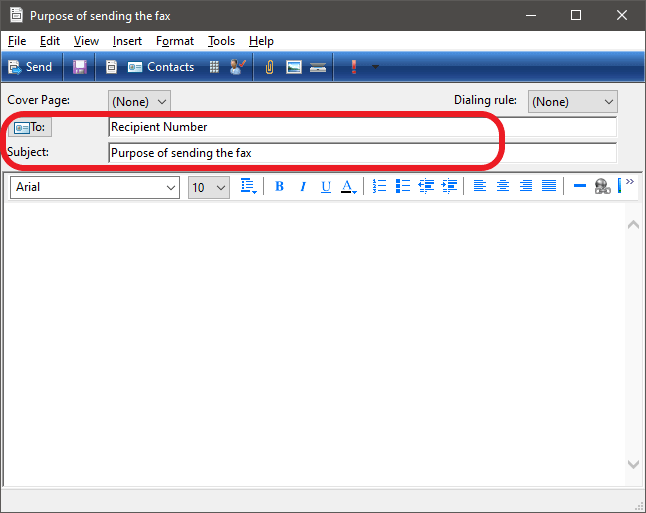 Purpose of sending the fax
File Edit View Insert Format Tools Help
Send Contacts
Cover Page: (None) Dialing rule: (None)
To: Recipient Number
Subject: Purpose of sending the fax
Arial 10 B I U A